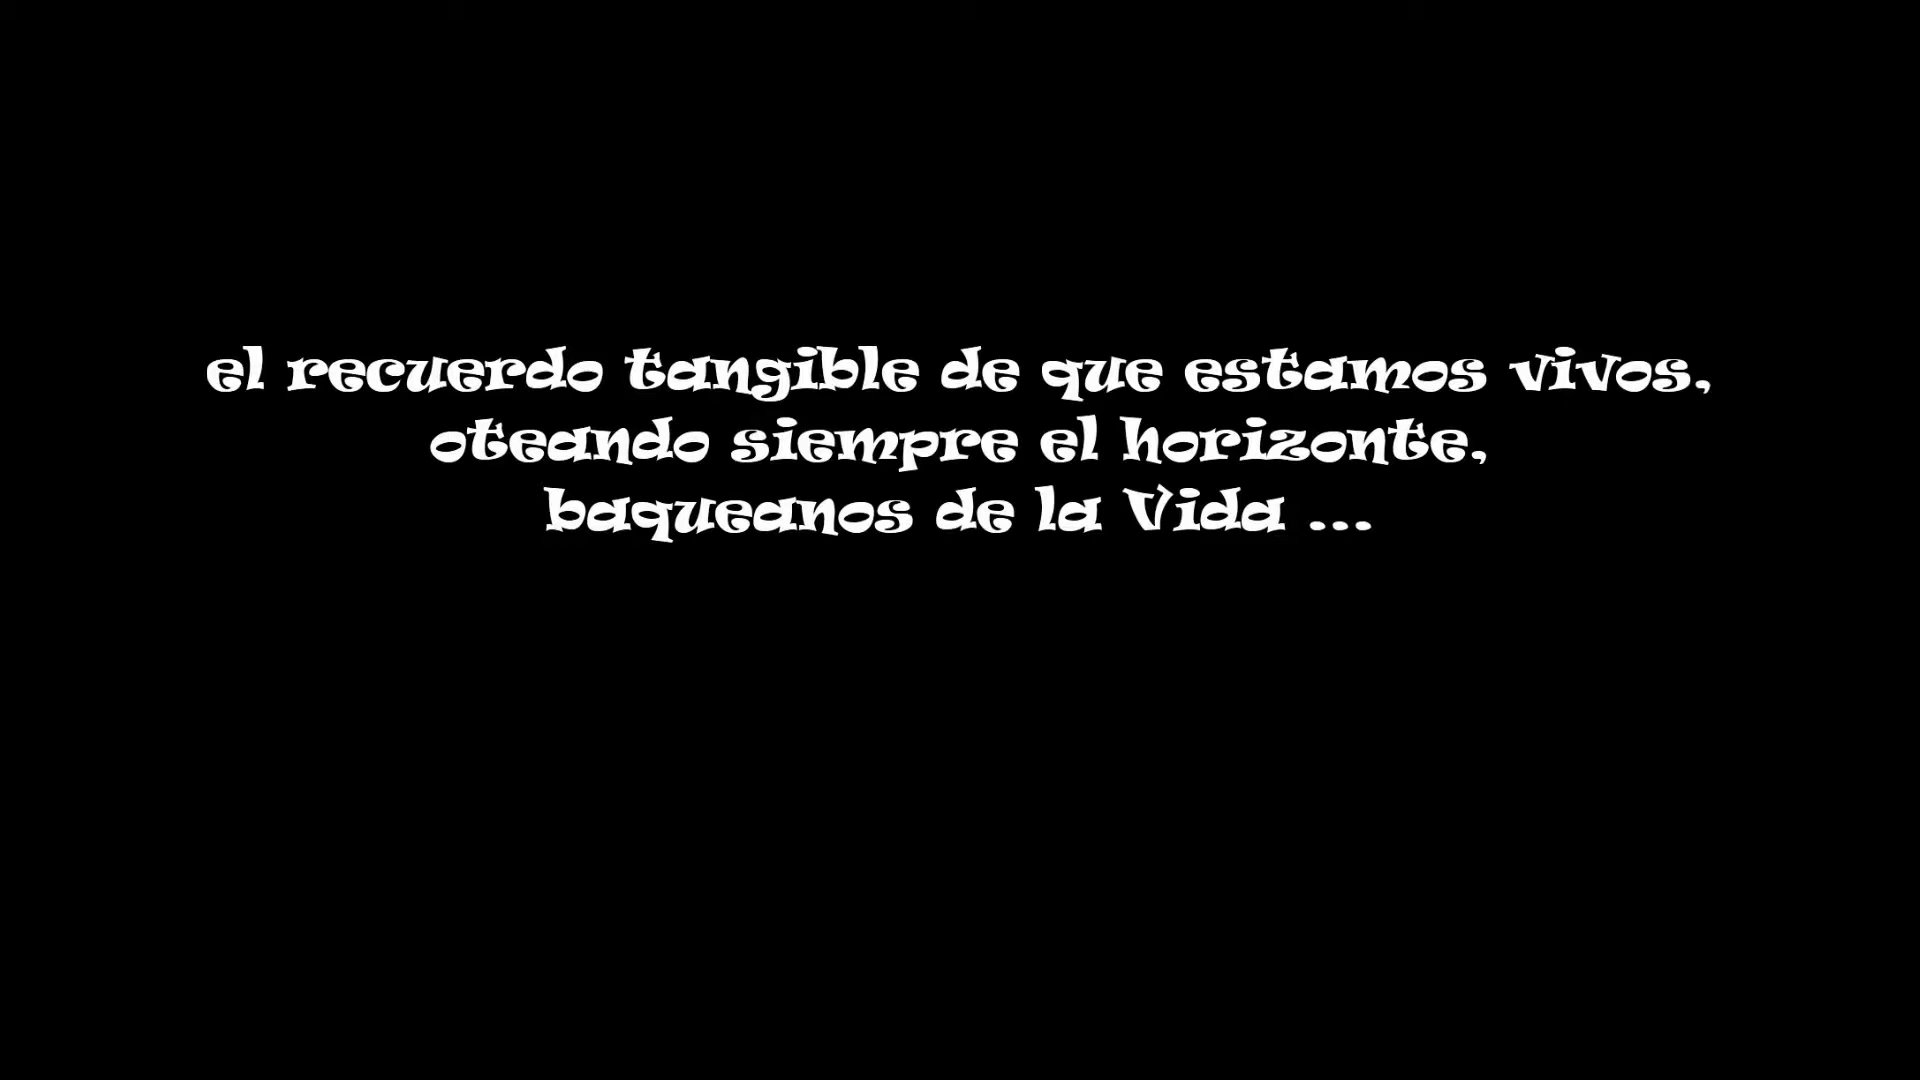 el recuerdo tangible de que estamos vivos,
oteando siempre el horizonte,
baqueanos de la Vida ...